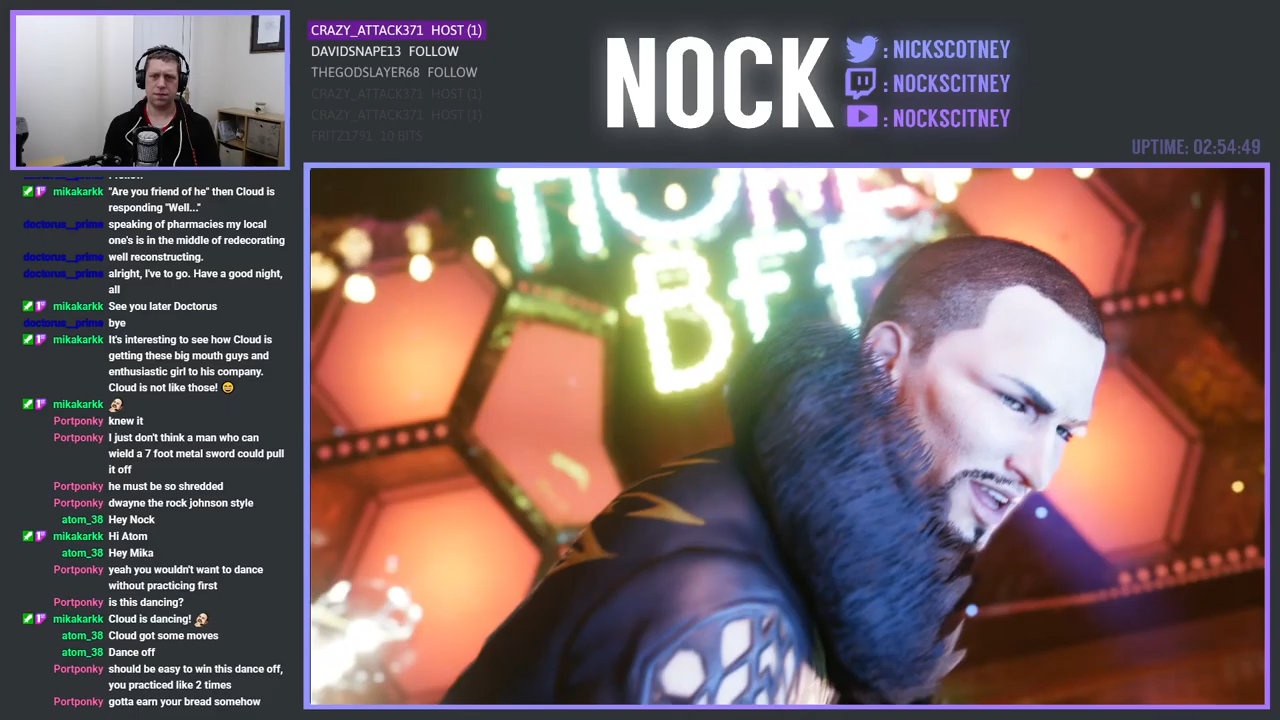 CRAZY_ATTACK371 HOST (1)
DAVIDSNAPE13 FOLLOW
THEGODSLAYER68 FOLLOW
CRAZY_ATTACK371 HOST (1)
CRAZY_ATTACK371 HOST (1)
FRITZ1791 10 BITS
NOCK
: NICKSCOTNEY
: NOCKSCITNEY
: NOCKSCITNEY
UPTIME: 02:54:49
mikakarkk "Are you friend of he" then Cloud is
responding "Well..."
doctorus__prime speaking of pharmacies my local
one's is in the middle of redecorating
doctorus__prime well reconstructing.
doctorus__prime alright, I've to go. Have a good night,
all
mikakarkk See you later Doctorus
doctorus__prime bye
mikakarkk It's interesting to see how Cloud is
getting these big mouth guys and
enthusiastic girl to his company.
Cloud is not like those!
mikakarkk
Portponky knew it
Portponky I just don't think a man who can
wield a 7 foot metal sword could pull
it off
Portponky he must be so shredded
Portponky dwayne the rock johnson style
atom_38 Hey Nock
mikakarkk Hi Atom
atom_38 Hey Mika
Portponky yeah you wouldn't want to dance
without practicing first
Portponky is this dancing?
mikakarkk Cloud is dancing!
atom_38 Cloud got some moves
atom_38 Dance off
Portponky should be easy to win this dance off,
you practiced like 2 times
Portponky gotta earn your bread somehow